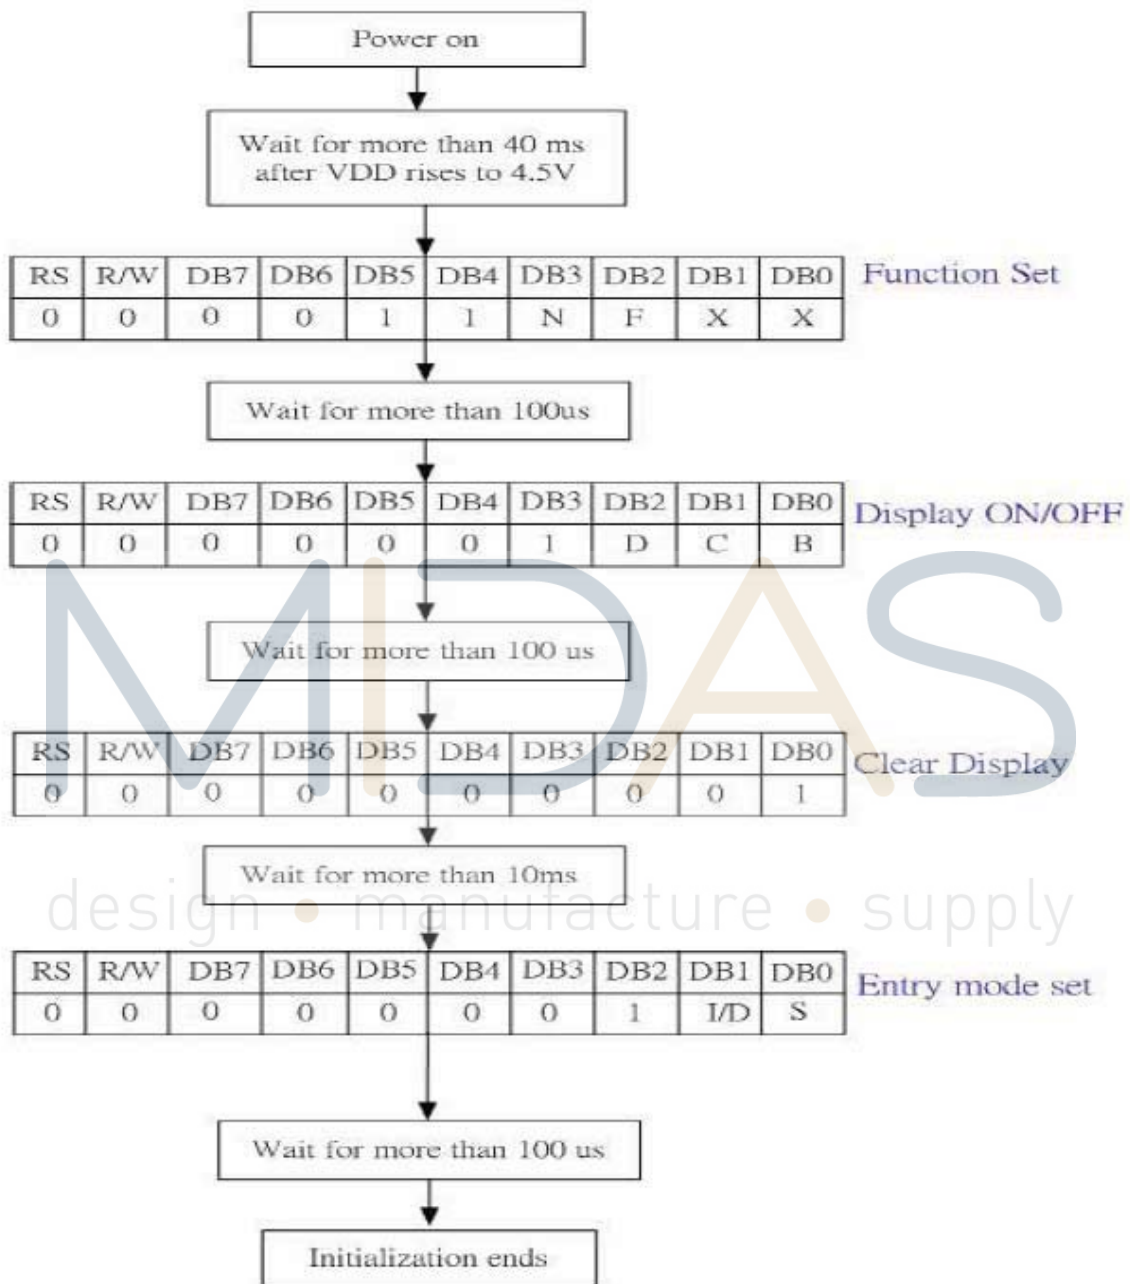 Power on
Wait for more than 40 ms
after VDD rises to 4.5V
RS R/W DB7 DB6 DB5 DB4 DB3 DB2 DB1 DB0 Function Set
0 0 0 0 1 1 N F X X
Wait for more than 100us
RS R/W DB7 DB6 DB5 DB4 DB3 DB2 DB1 DB0 Display ON/OFF
0 0 0 0 0 0 1 D C B
MIDAS
Wait for more than 100 us
RS R/W DB7 DB6 DB5 DB4 DB3 DB2 DB1 DB0 Clear Display
0 0 0 0 0 0 0 0 0 1
Wait for more than 10ms
design • manufacture • supply
RS R/W DB7 DB6 DB5 DB4 DB3 DB2 DB1 DB0 Entry mode set
0 0 0 0 0 0 0 1 I/D S
Wait for more than 100 us
Initialization ends